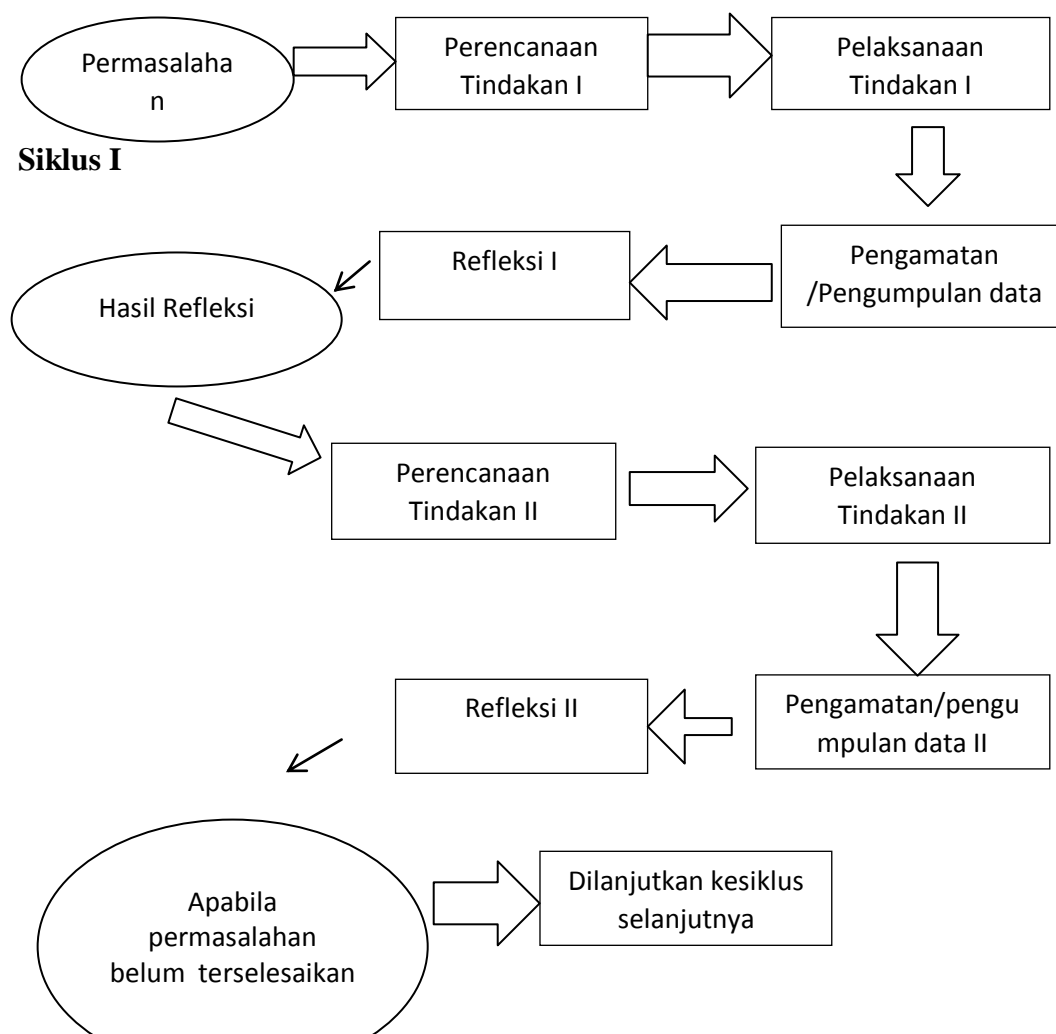 Permasalaha
n
Perencanaan
Tindakan I
Pelaksanaan
Tindakan I
Siklus I
Pengamatan
/Pengumpulan data
Refleksi I
Hasil Refleksi
Perencanaan
Tindakan II
Pelaksanaan
Tindakan II
Pengamatan/pengu
mpulan data II
Refleksi II
Apabila
permasalahan
belum terselesaikan
Dilanjutkan kesiklus
selanjutnya